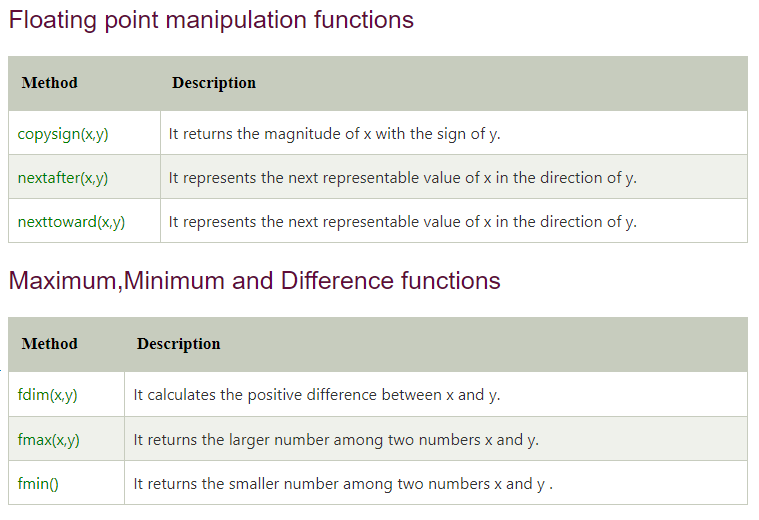 Floating point manipulation functions
Method Description
copysign(x,y) It returns the magnitude of x with the sign of y.
nextafter(x,y) It represents the next representable value of x in the direction of y.
nexttoward(x,y) It represents the next representable value of x in the direction of y.
Maximum,Minimum and Difference functions
Method Description
fdim(x,y) It calculates the positive difference between x and y.
fmax(x,y) It returns the larger number among two numbers x and y.
fmin() It returns the smaller number among two numbers x and y .